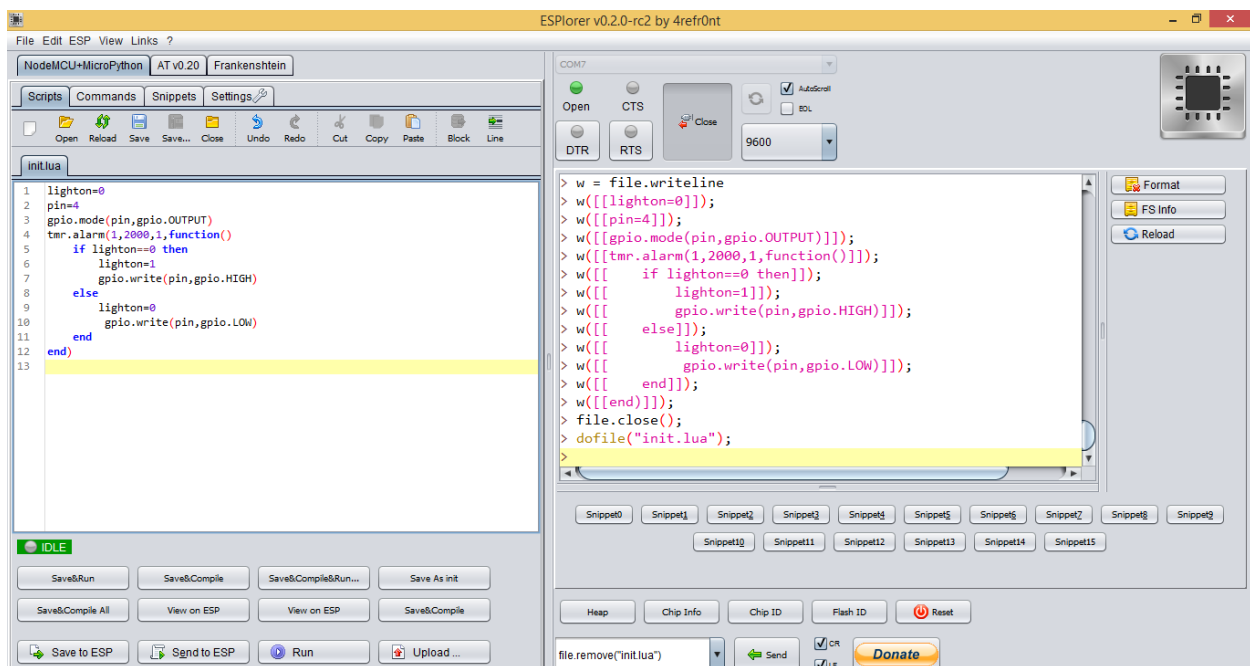 ESPlorer v0.2.0-rc2 by 4refr0nt
File Edit ESP View Links ?
NodeMCU+MicroPython AT v0.20 Frankenshtein
Scripts Commands Snippets Settings
Open Reload Save Save... Close Undo Redo Cut Copy Paste Block Line
init.lua
1 lighton=0
2 pin=4
3 gpio.mode(pin,gpio.OUTPUT)
4 tmr.alarm(1,2000,1,function()
5     if lighton==0 then
6         lighton=1
7         gpio.write(pin,gpio.HIGH)
8     else
9         lighton=0
10          gpio.write(pin,gpio.LOW)
11     end
12 end)
13
IDLE
Save&Run Save&Compile Save&Compile&Run... Save As init
Save&Compile All View on ESP View on ESP Save&Compile
Save to ESP Send to ESP Run Upload ...
COM7
Open CTS Close AutoScroll
EOL
DTR RTS 9600
> w = file.writeline
> w([[lighton=0]]);
> w([[pin=4]]);
> w([[gpio.mode(pin,gpio.OUTPUT)]]);
> w([[tmr.alarm(1,2000,1,function()]]);
> w([[    if lighton==0 then]]);
> w([[        lighton=1]]);
> w([[        gpio.write(pin,gpio.HIGH)]]);
> w([[    else]]);
> w([[        lighton=0]]);
> w([[         gpio.write(pin,gpio.LOW)]]);
> w([[    end]]);
> w([[end)]]);
> file.close();
> dofile("init.lua");
>
Format
FS Info
Reload
Snippet0 Snippet1 Snippet2 Snippet3 Snippet4 Snippet5 Snippet6 Snippet7 Snippet8 Snippet9
Snippet10 Snippet11 Snippet12 Snippet13 Snippet14 Snippet15
Heap Chip Info Chip ID Flash ID Reset
file.remove("init.lua") Send CR Donate
LF